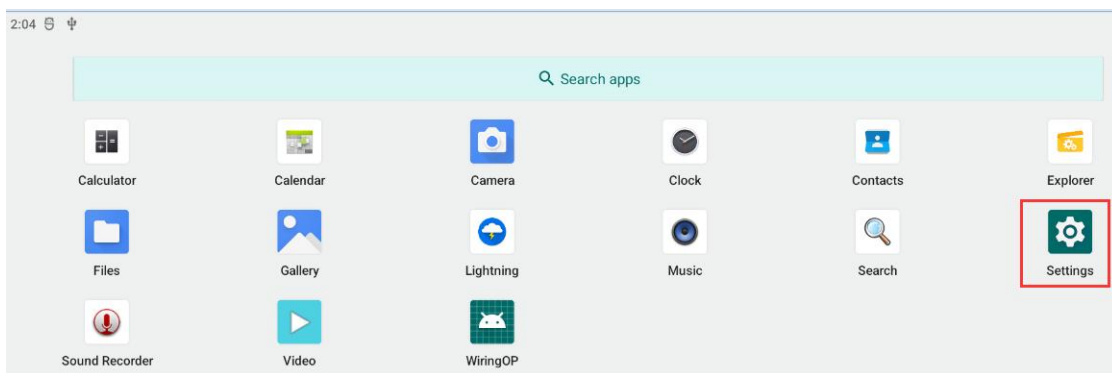 2:04
Search apps
Calculator Calendar Camera Clock Contacts Explorer
Files Gallery Lightning Music Search Settings
Sound Recorder Video WiringOP